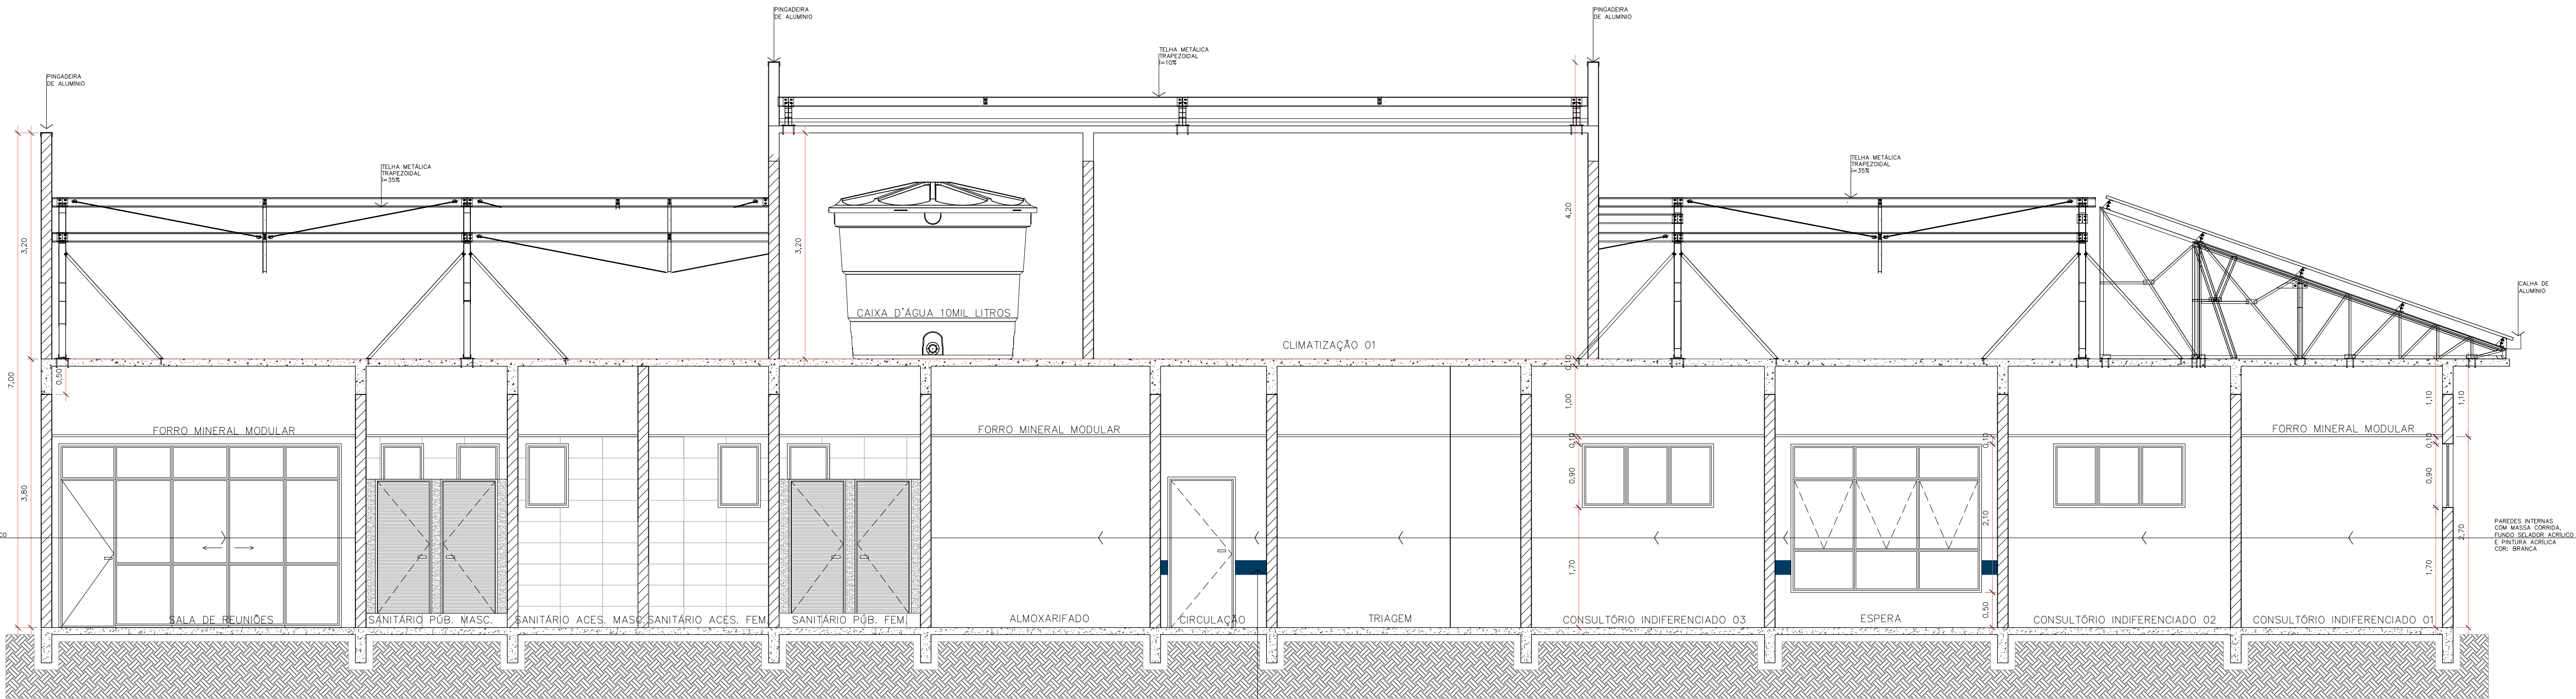 PINGADEIRA
DE ALUMÍNIO
PINGADEIRA
DE ALUMÍNIO
PINGADEIRA
DE ALUMÍNIO
TELHA METÁLICA
TRAPEZOIDAL
i=10%
TELHA METÁLICA
TRAPEZOIDAL
i=35%
TELHA METÁLICA
TRAPEZOIDAL
i=35%
CALHA DE
ALUMÍNIO
3,20
3,20
4,20
CAIXA D'ÁGUA 10MIL LITROS
CLIMATIZAÇÃO 01
7,00
0,50
0,10
1,00
1,10
1,10
FORRO MINERAL MODULAR
FORRO MINERAL MODULAR
FORRO MINERAL MODULAR
0,10
0,10
0,10
3,80
0,90
0,90
2,10
2,70
1,70
1,70
0,50
CO
PAREDES INTERNAS
COM MASSA CORRIDA,
FUNDO SELADOR ACRÍLICO
E PINTURA ACRÍLICA
COR: BRANCA
SALA DE REUNIÕES
SANITÁRIO PÚB. MASC.
SANITÁRIO ACES. MASC.
SANITÁRIO ACES. FEM.
SANITÁRIO PÚB. FEM.
ALMOXARIFADO
CIRCULAÇÃO
TRIAGEM
CONSULTÓRIO INDIFERENCIADO 03
ESPERA
CONSULTÓRIO INDIFERENCIADO 02
CONSULTÓRIO INDIFERENCIADO 01